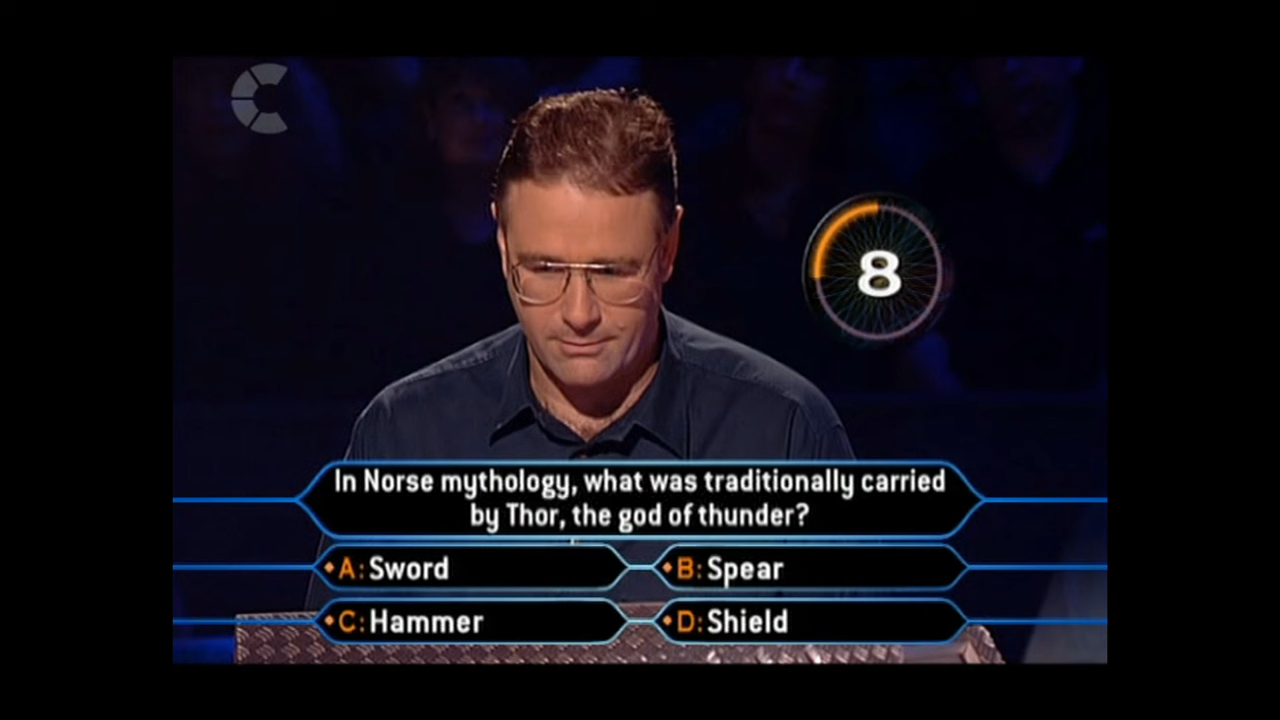 8
In Norse mythology, what was traditionally carried
by Thor, the god of thunder?
A: Sword
B: Spear
C: Hammer
D: Shield